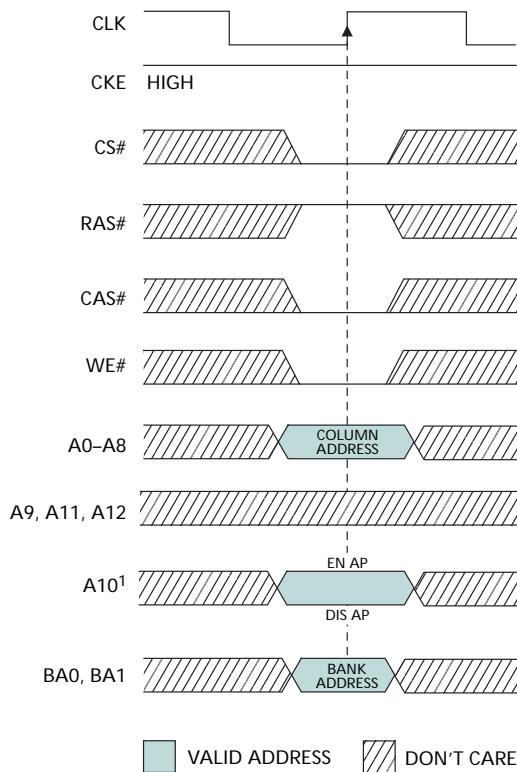 CLK
CKE HIGH
CS#
RAS#
CAS#
WE#
A0–A8
COLUMN
ADDRESS
A9, A11, A12
EN AP
A10¹
DIS AP
BA0, BA1
BANK
ADDRESS
VALID ADDRESS
DON'T CARE